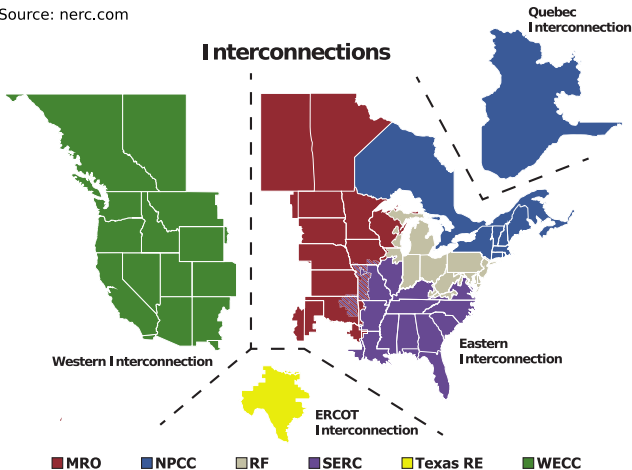 Source: nerc.com
Quebec
Interconnection
Interconnections
Western Interconnection
Eastern
Interconnection
ERCOT
Interconnection
MRO NPCC RF SERC Texas RE WECC